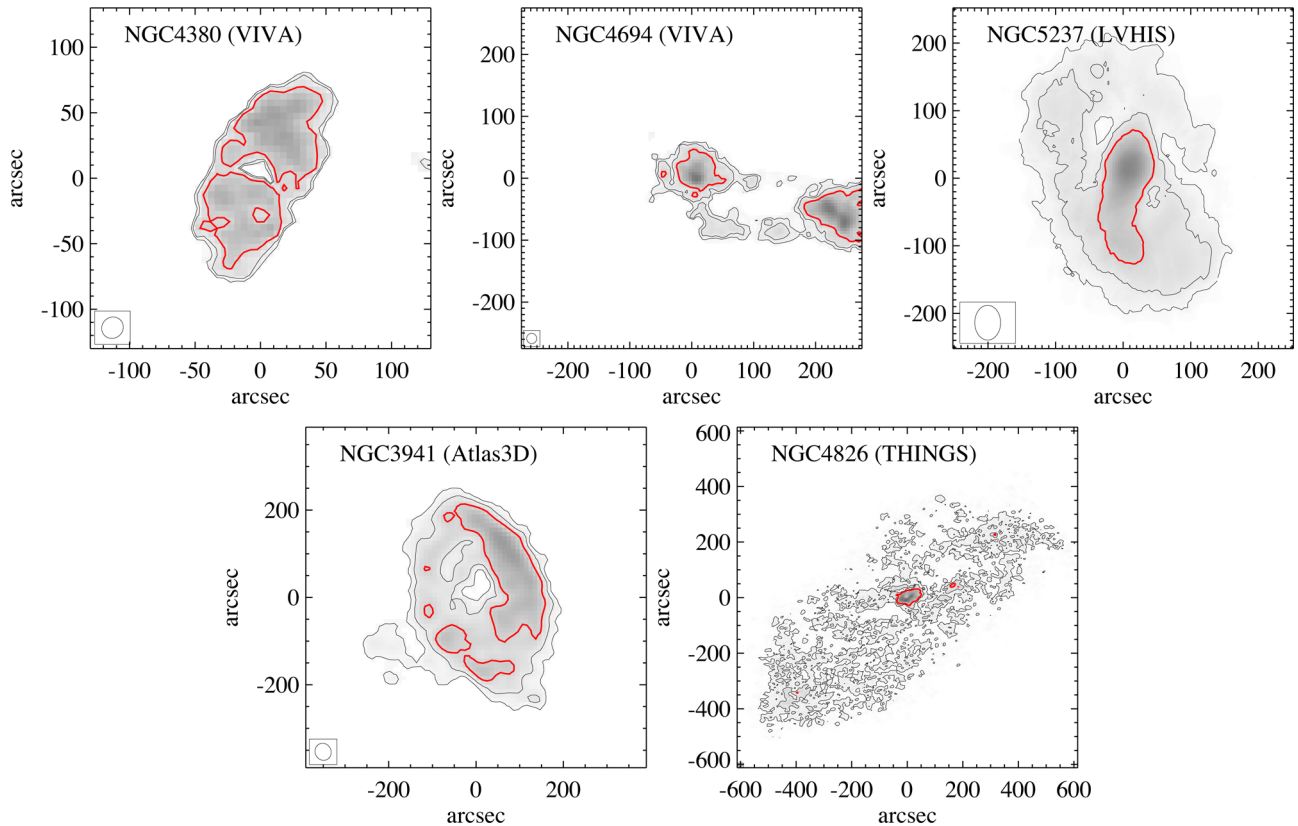 NGC4380 (VIVA)
100
50
0
-50
-100
arcsec
-100 -50 0 50 100
arcsec
NGC4694 (VIVA)
200
100
0
-100
-200
arcsec
-200 -100 0 100 200
arcsec
NGC5237 (LVHIS)
200
100
0
-100
-200
arcsec
-200 -100 0 100 200
arcsec
NGC3941 (Atlas3D)
200
0
-200
arcsec
-200 0 200
arcsec
NGC4826 (THINGS)
600
400
200
0
-200
-400
-600
arcsec
-600 -400 -200 0 200 400 600
arcsec